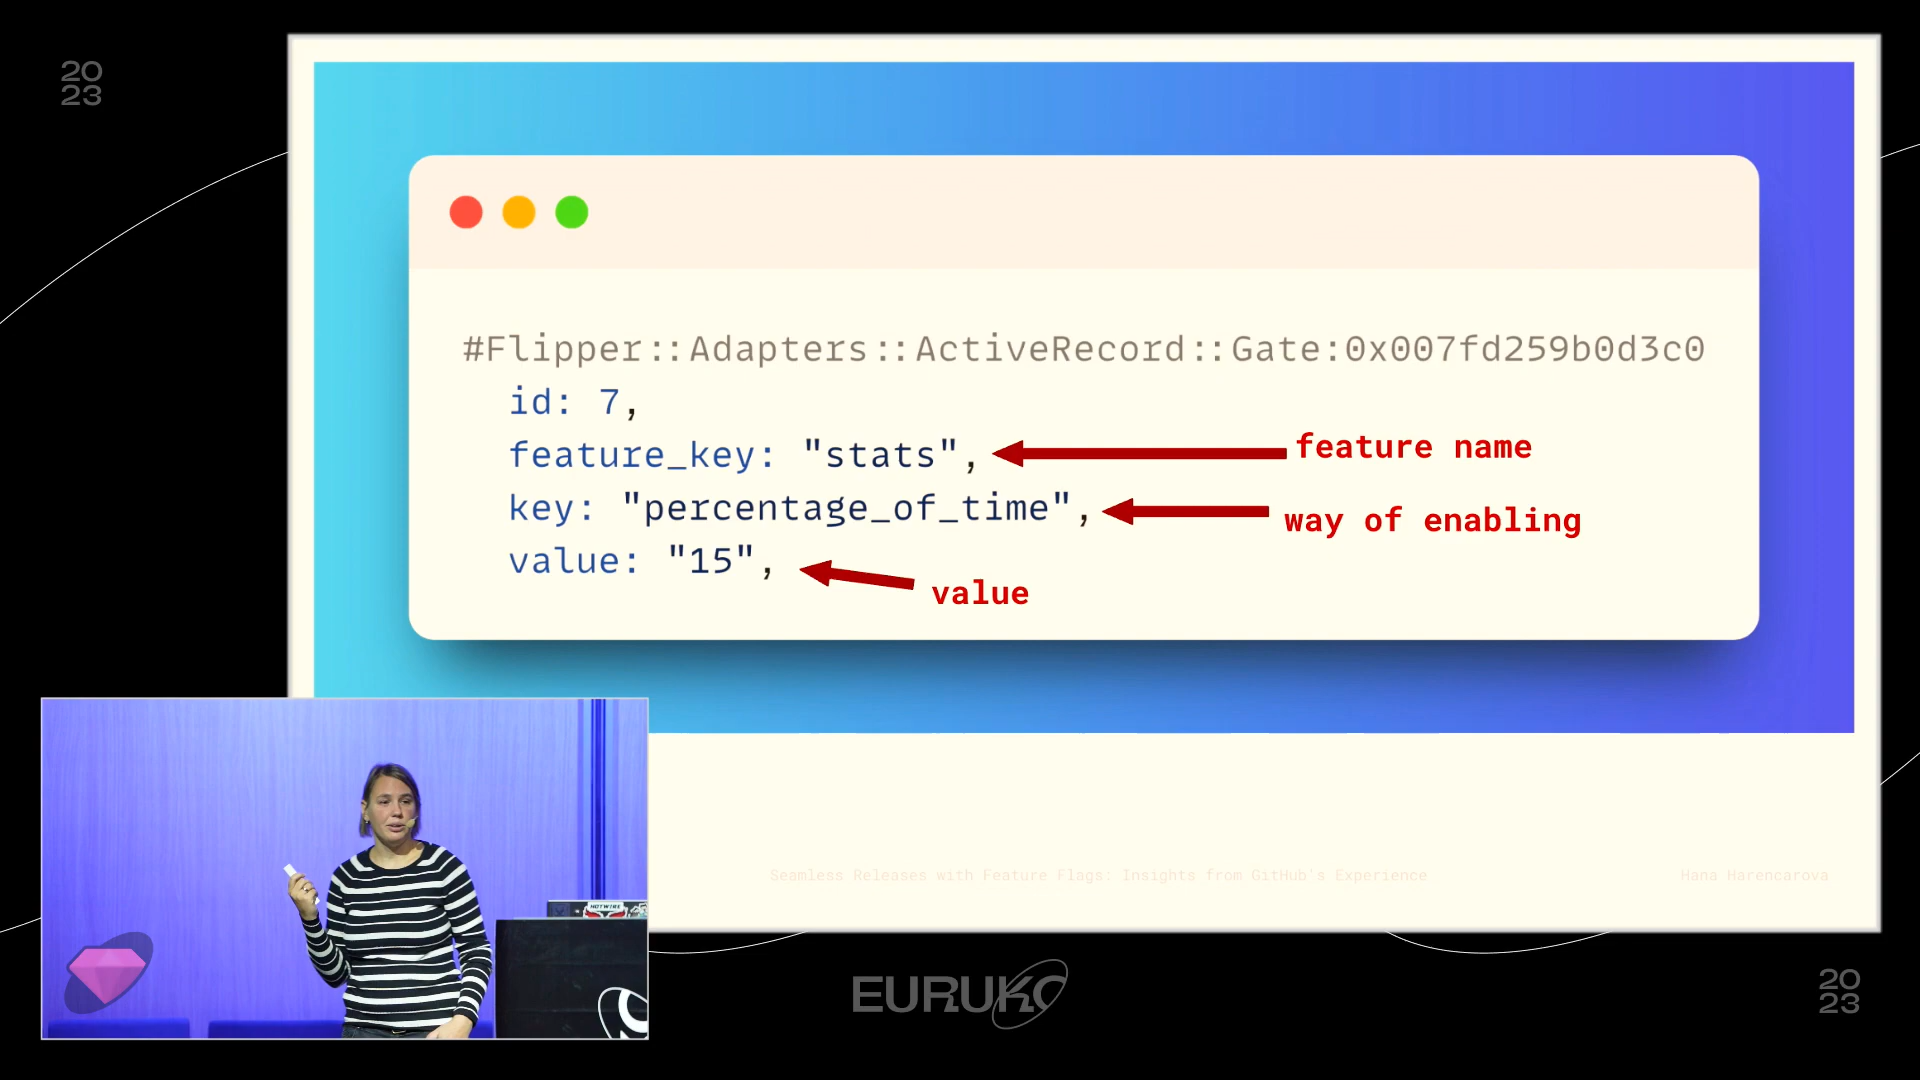 20
23
#Flipper::Adapters::ActiveRecord::Gate:0x007fd259b0d3c0
id: 7,
feature_key: "stats",
feature name
key: "percentage_of_time",
way of enabling
value: "15",
value
HOTWIRE
Seamless Releases with Feature Flags: Insights from GitHub's Experience
Hana Harencarova
EURUKO
20
23